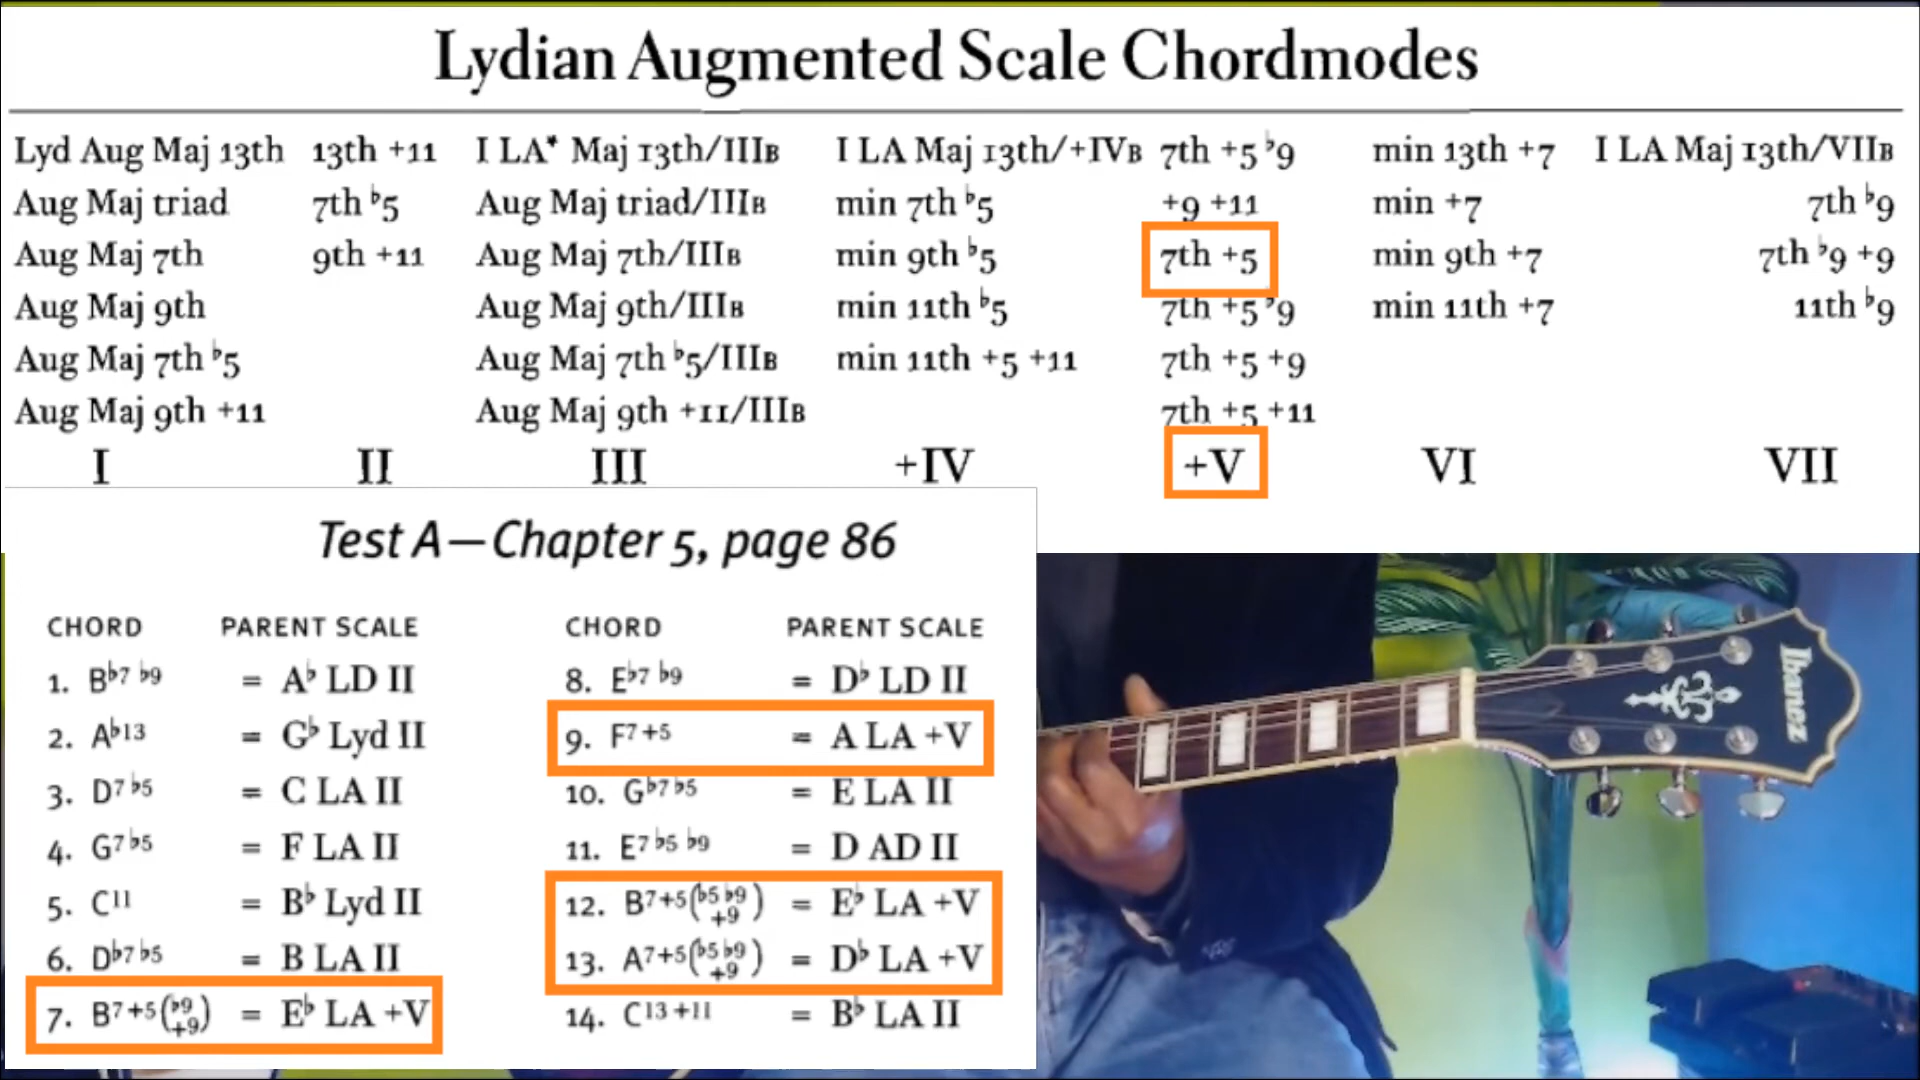 Lydian Augmented Scale Chordmodes
Lyd Aug Maj 13th 13th +11 I LA* Maj 13th/IIIB I LA Maj 13th/+IVB 7th +5 ♭9 min 13th +7 I LA Maj 13th/VIIB
Aug Maj triad 7th ♭5 Aug Maj triad/IIIB min 7th ♭5 +9 +11 min +7 7th ♭9
Aug Maj 7th 9th +11 Aug Maj 7th/IIIB min 9th ♭5 7th +5 min 9th +7 7th ♭9 +9
Aug Maj 9th Aug Maj 9th/IIIB min 11th ♭5 7th +5 ♭9 min 11th +7 11th ♭9
Aug Maj 7th ♭5 Aug Maj 7th ♭5/IIIB min 11th +5 +11 7th +5 +9
Aug Maj 9th +11 Aug Maj 9th +11/IIIB 7th +5 +11
I II III +IV +V VI VII
Test A—Chapter 5, page 86
CHORD PARENT SCALE
1. B♭7 ♭9 = A♭ LD II
2. A♭13 = G♭ Lyd II
3. D7 ♭5 = C LA II
4. G7 ♭5 = F LA II
5. C11 = B♭ Lyd II
6. D♭7 ♭5 = B LA II
7. B7+5(♭9 +9) = E♭ LA +V
CHORD PARENT SCALE
8. E♭7 ♭9 = D♭ LD II
9. F7+5 = A LA +V
10. G♭7 ♭5 = E LA II
11. E7 ♭5 ♭9 = D AD II
12. B7+5(♭5 ♭9 +9) = E♭ LA +V
13. A7+5(♭5 ♭9 +9) = D♭ LA +V
14. C13 +11 = B♭ LA II
Ibanez